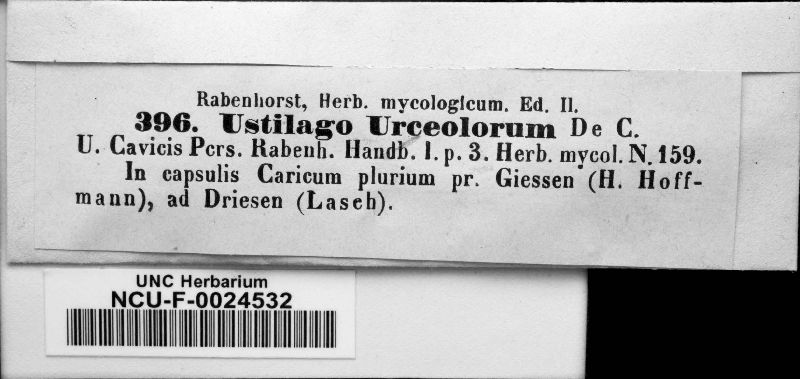 Rabenhorst, Herb. mycologicum. Ed. II.
396. Ustilago Urceolorum De C.
U. Cavicis Pers. Rabenh. Handb. I. p. 3. Herb. mycol. N. 159.
In capsulis Caricum plurium pr. Giessen (H. Hoff-
mann), ad Driesen (Lasch).
UNC Herbarium
NCU-F-0024532